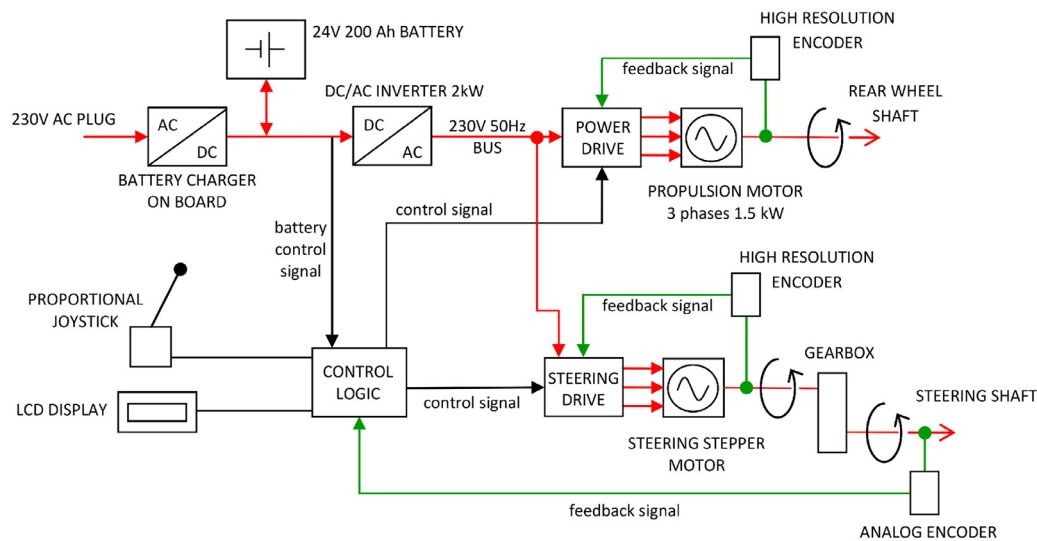 HIGH RESOLUTION
ENCODER
24V 200 Ah BATTERY
feedback signal
DC/AC INVERTER 2kW
REAR WHEEL
SHAFT
230V AC PLUG
AC
DC
DC
AC
230V 50Hz
BUS
POWER
DRIVE
BATTERY CHARGER
ON BOARD
PROPULSION MOTOR
3 phases 1.5 kW
control signal
battery
control
signal
HIGH RESOLUTION
ENCODER
feedback signal
PROPORTIONAL
JOYSTICK
GEARBOX
CONTROL
LOGIC
STEERING
DRIVE
STEERING SHAFT
LCD DISPLAY
control signal
STEERING STEPPER
MOTOR
feedback signal
ANALOG ENCODER